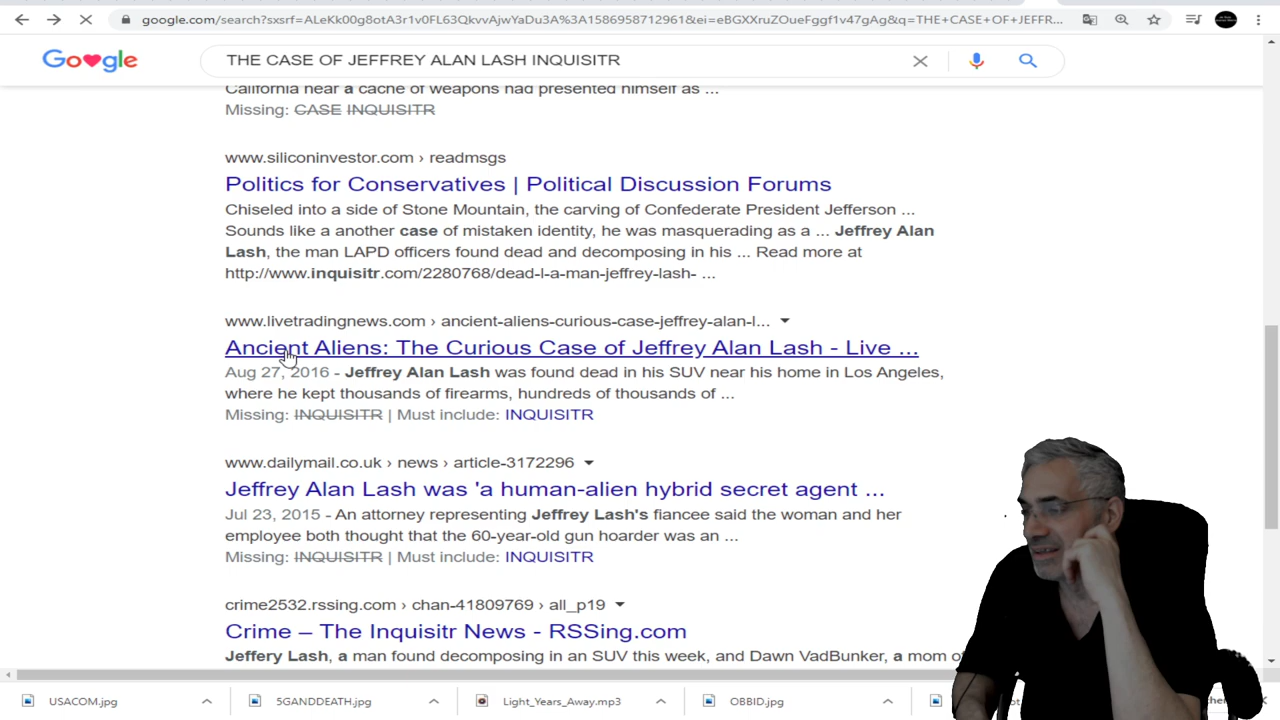 google.com/search?sxsrf=ALeKk00g8otA3r1v0FL63QkvvAjwYaDu3A%3A1586958712961&ei=eBGXXruZOueFggf1v47gAg&q=THE+CASE+OF+JEFFR...
Google
THE CASE OF JEFFREY ALAN LASH INQUISITR
California near a cache of weapons had presented himself as ...
Missing: CASE INQUISITR
www.siliconinvestor.com › readmsgs
Politics for Conservatives | Political Discussion Forums
Chiseled into a side of Stone Mountain, the carving of Confederate President Jefferson ...
Sounds like a another case of mistaken identity, he was masquerading as a ... Jeffrey Alan
Lash, the man LAPD officers found dead and decomposing in his ... Read more at
http://www.inquisitr.com/2280768/dead-l-a-man-jeffrey-lash- ...
www.livetradingnews.com › ancient-aliens-curious-case-jeffrey-alan-l...
Ancient Aliens: The Curious Case of Jeffrey Alan Lash - Live ...
Aug 27, 2016 - Jeffrey Alan Lash was found dead in his SUV near his home in Los Angeles,
where he kept thousands of firearms, hundreds of thousands of ...
Missing: INQUISITR | Must include: INQUISITR
www.dailymail.co.uk › news › article-3172296
Jeffrey Alan Lash was 'a human-alien hybrid secret agent ...
Jul 23, 2015 - An attorney representing Jeffrey Lash's fiancee said the woman and her
employee both thought that the 60-year-old gun hoarder was an ...
Missing: INQUISITR | Must include: INQUISITR
crime2532.rssing.com › chan-41809769 › all_p19
Crime – The Inquisitr News - RSSing.com
Jeffery Lash, a man found decomposing in an SUV this week, and Dawn VadBunker, a mom of
USACOM.jpg
5GANDDEATH.jpg
Light_Years_Away.mp3
OBBID.jpg